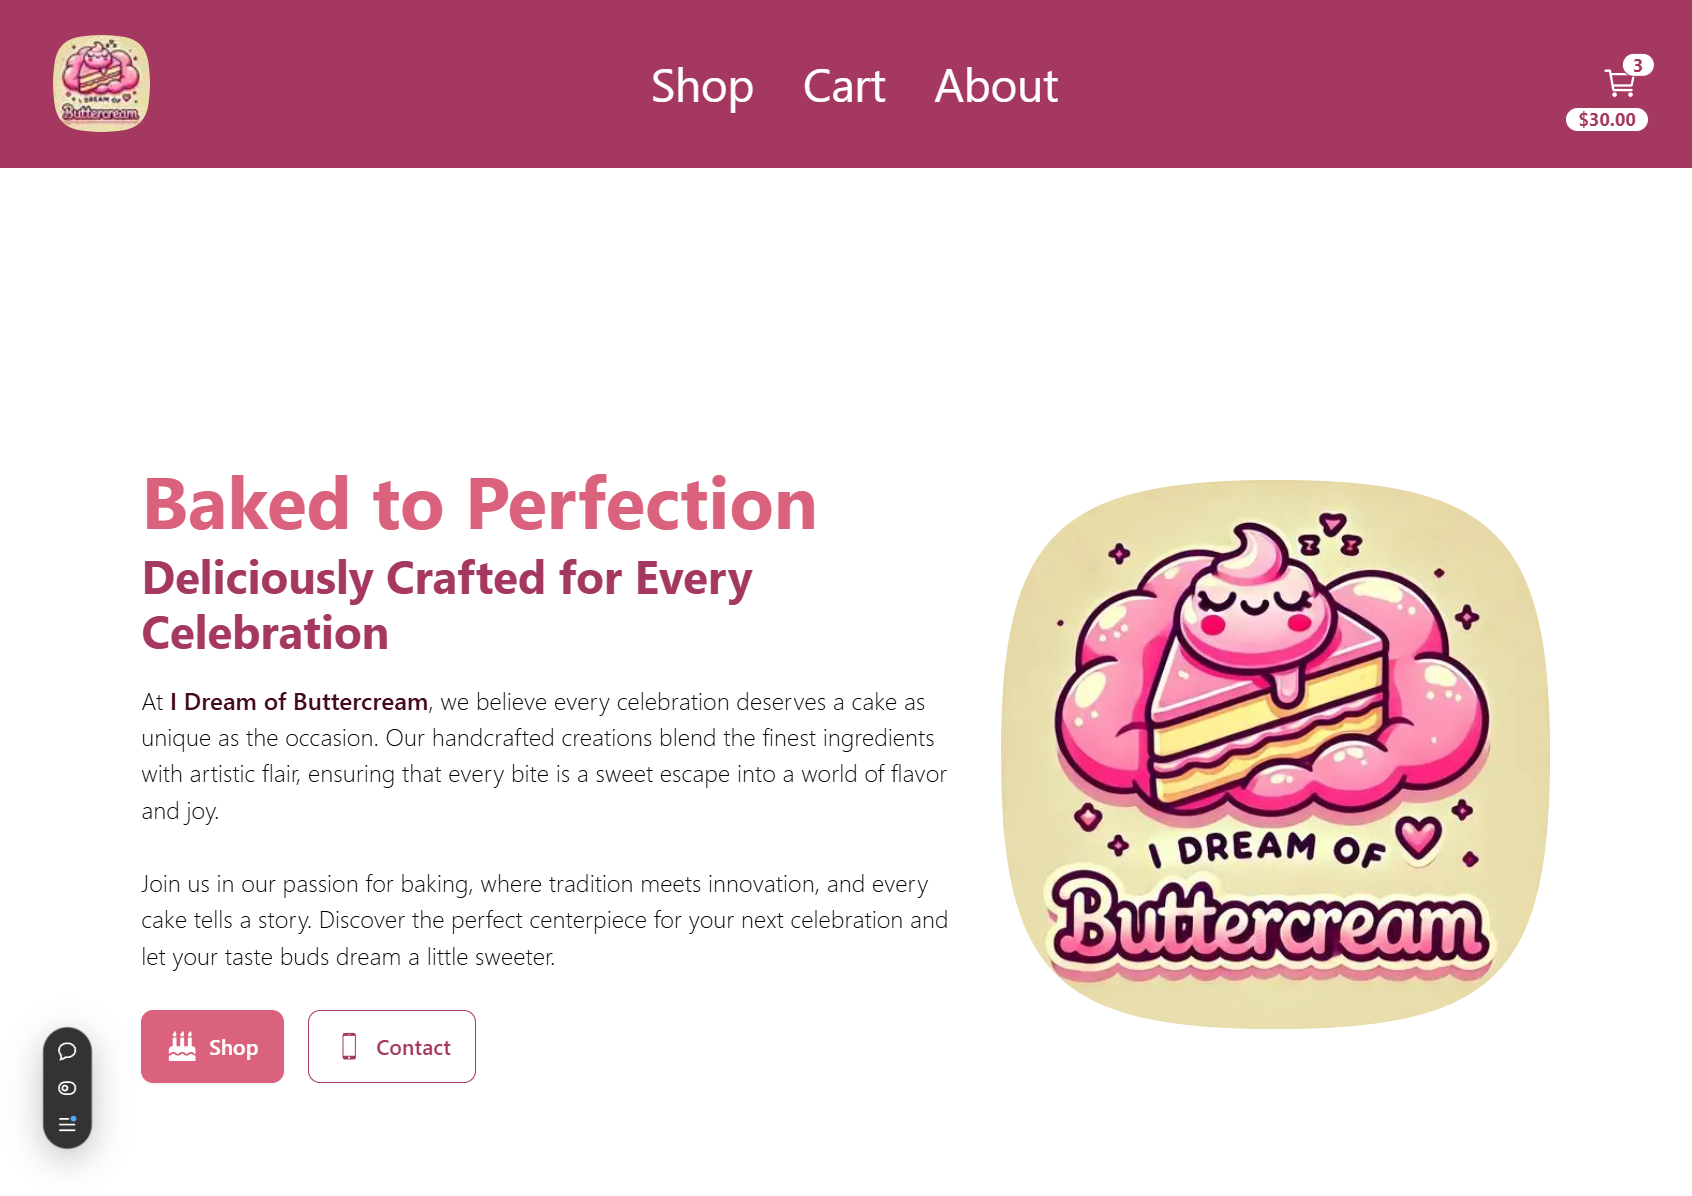 I DREAM OF
Buttercream
Shop Cart About
3
$30.00
Baked to Perfection
Deliciously Crafted for Every
Celebration
At I Dream of Buttercream, we believe every celebration deserves a cake as
unique as the occasion. Our handcrafted creations blend the finest ingredients
with artistic flair, ensuring that every bite is a sweet escape into a world of flavor
and joy.
Join us in our passion for baking, where tradition meets innovation, and every
cake tells a story. Discover the perfect centerpiece for your next celebration and
let your taste buds dream a little sweeter.
Shop
Contact
I DREAM OF
Buttercream